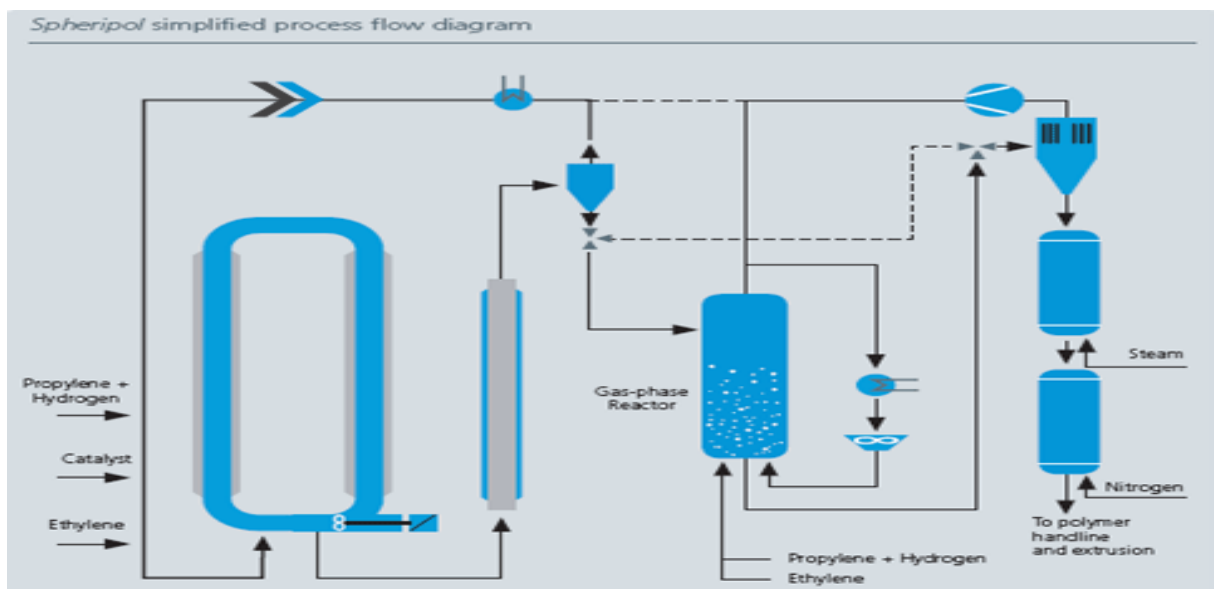 Spheripol simplified process flow diagram
Propylene +
Hydrogen
Catalyst
Ethylene
Gas-phase
Reactor
Steam
Nitrogen
To polymer
handline
and extrusion
Propylene + Hydrogen
Ethylene